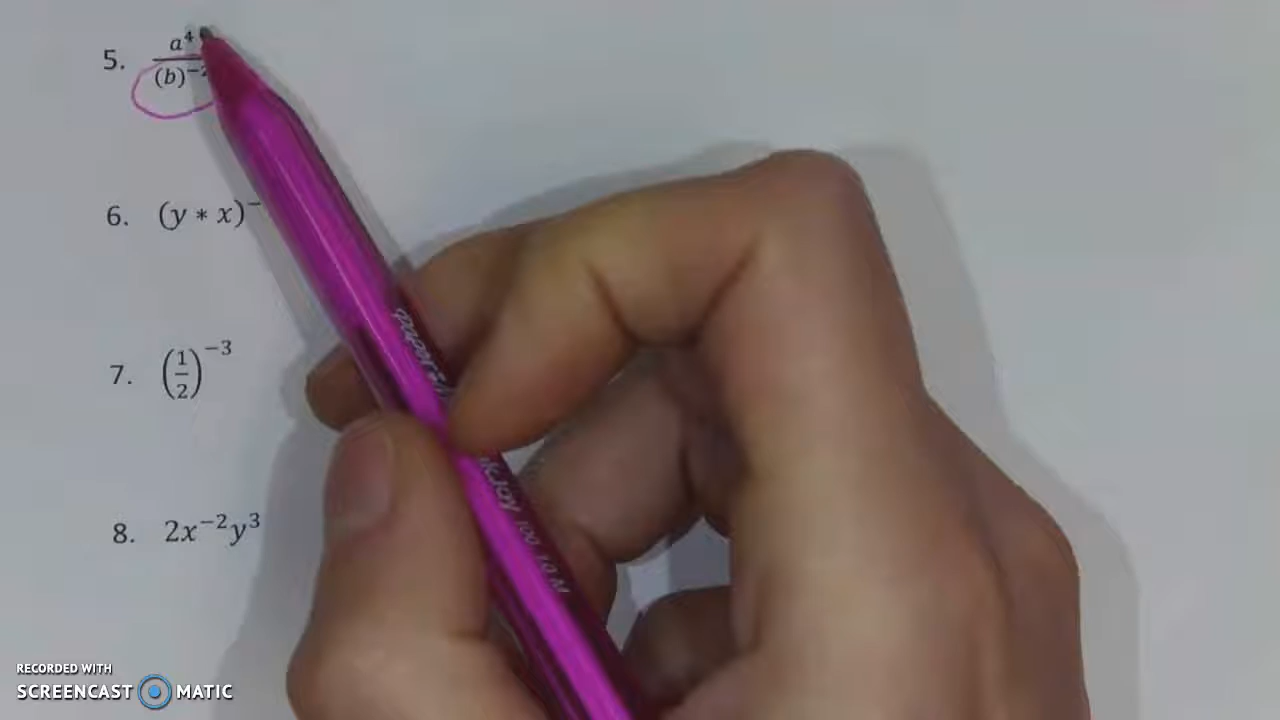 5. a⁴ / (b)⁻²
6. (y * x)⁻
7. (1/2)⁻³
8. 2x⁻²y³
RECORDED WITH
SCREENCAST MATIC